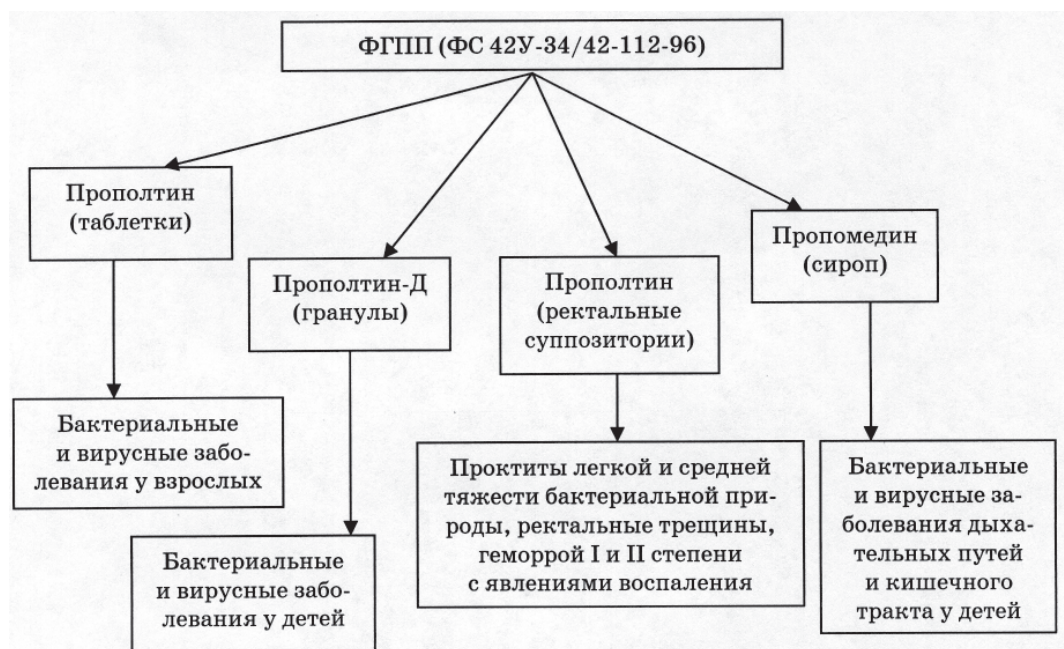 ФГПП (ФС 42У-34/42-112-96)
Прополтин
(таблетки)
Прополтин-Д
(гранулы)
Прополтин
(ректальные
суппозитории)
Пропомедин
(сироп)
Бактериальные
и вирусные забо-
левания у взрослых
Бактериальные
и вирусные забо-
левания у детей
Проктиты легкой и средней
тяжести бактериальной при-
роды, ректальные трещины,
геморрой I и II степени
с явлениями воспаления
Бактериальные
и вирусные за-
болевания дыха-
тельных путей
и кишечного
тракта у детей